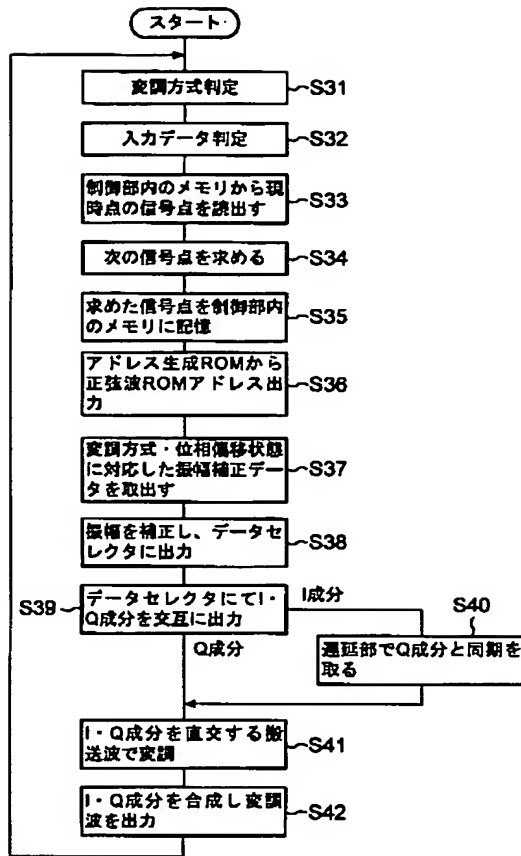 スタート
変調方式判定
S31
入力データ判定
S32
制御部内のメモリから現
時点の信号点を読出す
S33
次の信号点を求める
S34
求めた信号点を制御部内
のメモリに記憶
S35
アドレス生成ROMから
正弦波ROMアドレス出
力
S36
変調方式・位相偏移状態
に対応した振幅補正デー
タを取出す
S37
振幅を補正し、データセ
レクタに出力
S38
S39
データセレクタにてI・
Q成分を交互に出力
I成分
S40
Q成分
遅延部でQ成分と同期を
取る
I・Q成分を直交する搬
送波で変調
S41
I・Q成分を合成し変調
波を出力
S42